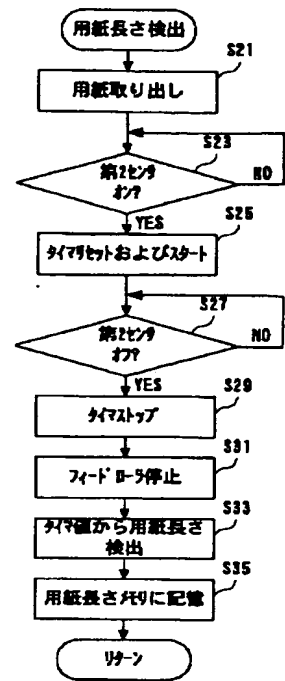 用紙長さ検出
S21
用紙取り出し
S23
第2センサ
オン?
NO
YES
S25
タイマリセットおよびスタート
S27
第2センサ
オフ?
NO
YES
S29
タイマストップ
S31
フィードローラ停止
S33
タイマ値から用紙長さ
検出
S35
用紙長さメモリに記憶
リターン